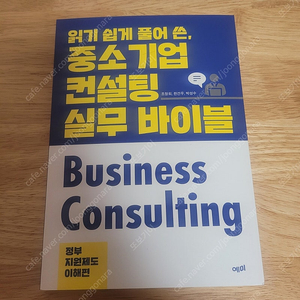 읽기 쉽게 풀어 쓴,
중소기업
컨설팅
실무 바이블
Business
Consulting
정부
지원제도
이해편
예미